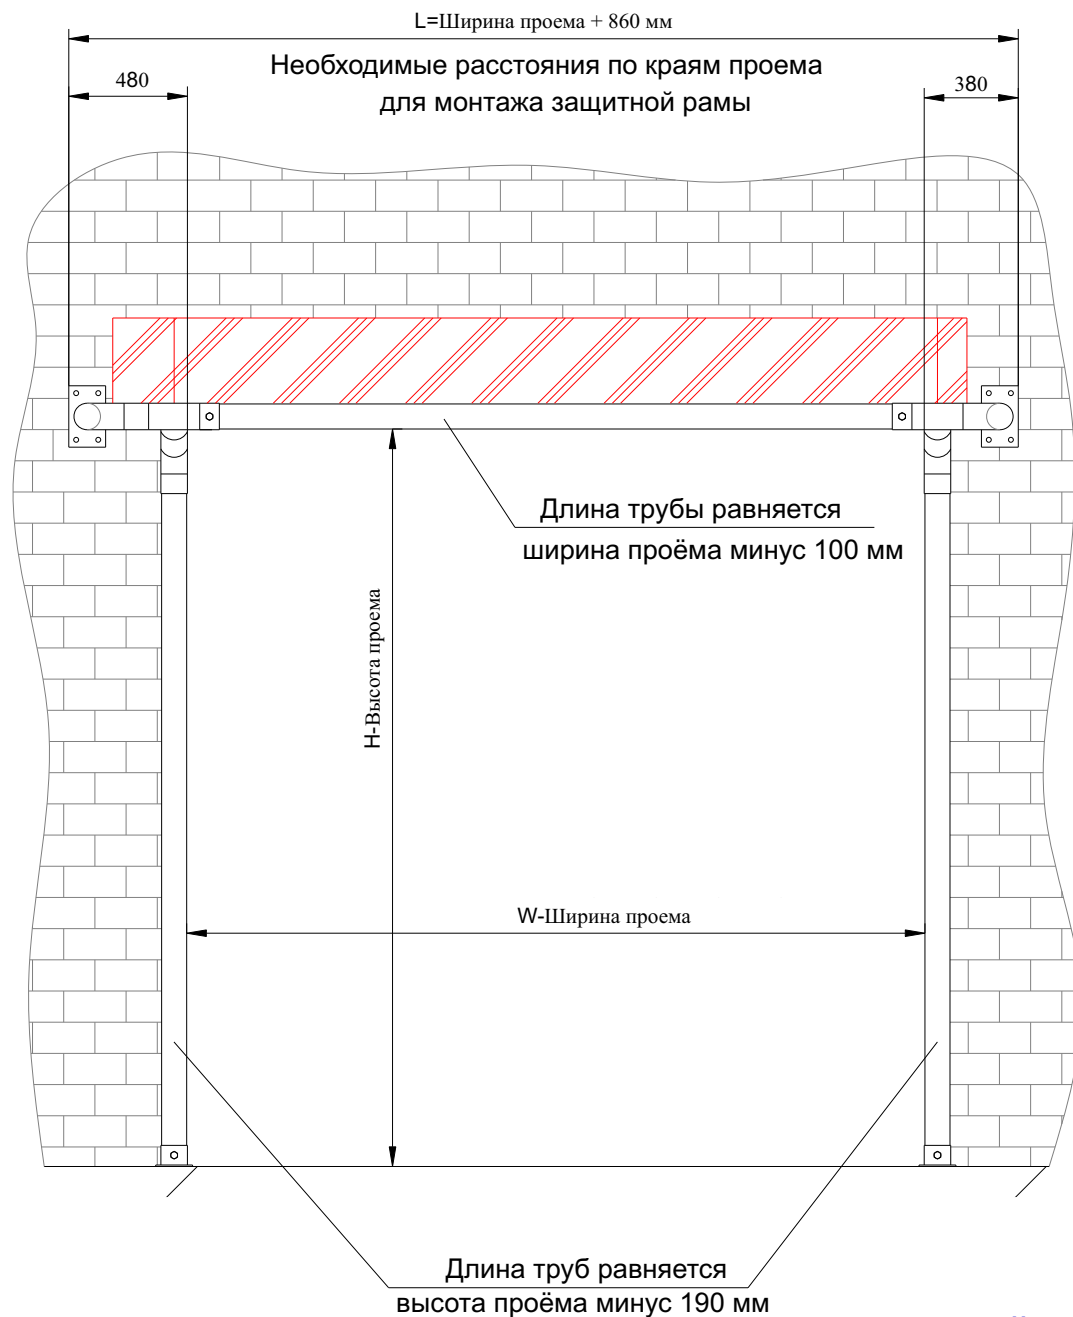 L=Ширина проема + 860 мм
Необходимые расстояния по краям проема
для монтажа защитной рамы
480
380
Длина трубы равняется
ширина проёма минус 100 мм
H-Высота проема
W-Ширина проема
Длина труб равняется
высота проёма минус 190 мм